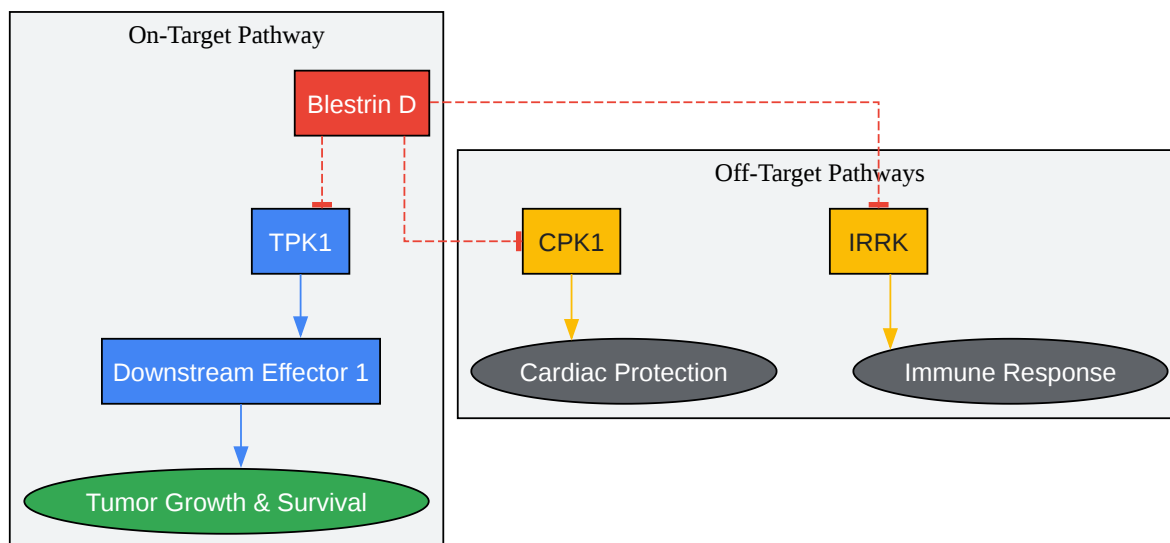 On-Target Pathway
Blestrin D
TPK1
Downstream Effector 1
Tumor Growth & Survival
Off-Target Pathways
CPK1
IRRK
Cardiac Protection
Immune Response